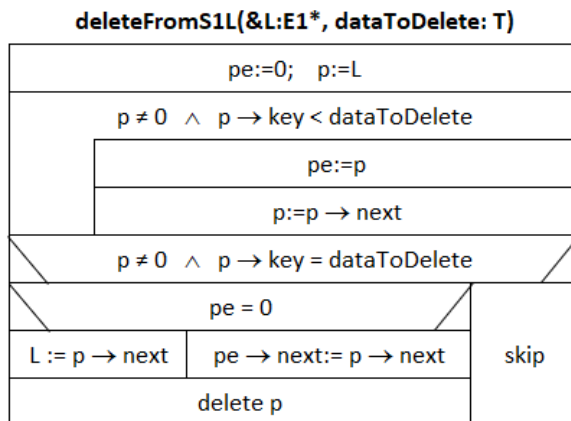 deleteFromS1L(&L:E1*, dataToDelete: T)
pe:=0; p:=L
p ≠ 0 ∧ p → key < dataToDelete
pe:=p
p:=p → next
p ≠ 0 ∧ p → key = dataToDelete
pe = 0
L := p → next
pe → next:= p → next
skip
delete p